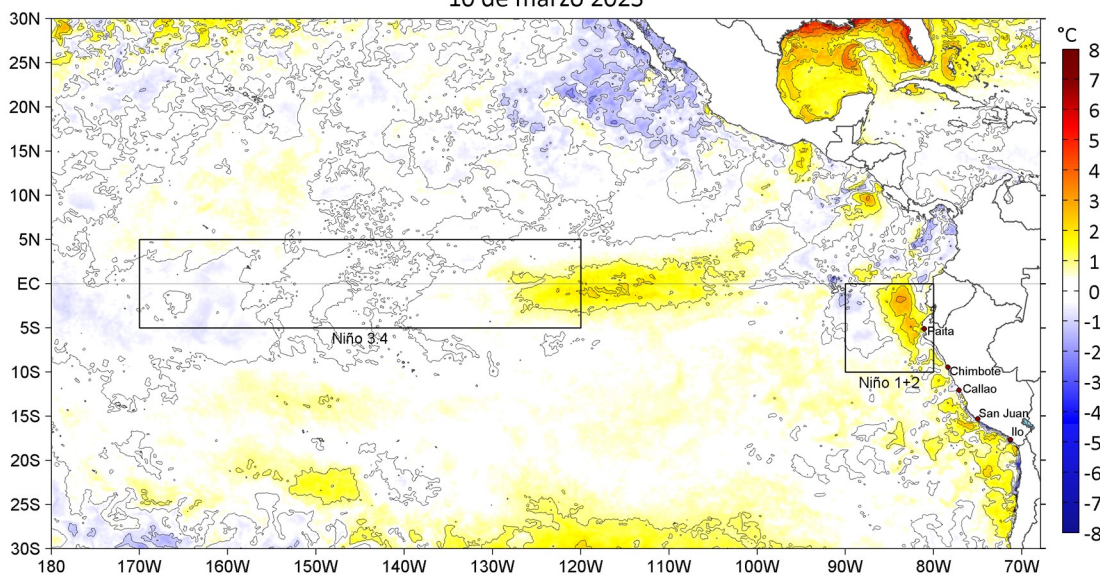 10 de marzo 2023
30N
25N
20N
15N
10N
5N
EC
5S
10S
15S
20S
25S
30S
Niño 3.4
Niño 1+2
Paita
Chimbote
Callao
San Juan
Ilo
180 170W 160W 150W 140W 130W 120W 110W 100W 90W 80W 70W
°C
8
7
6
5
4
3
2
1
0
-1
-2
-3
-4
-5
-6
-7
-8